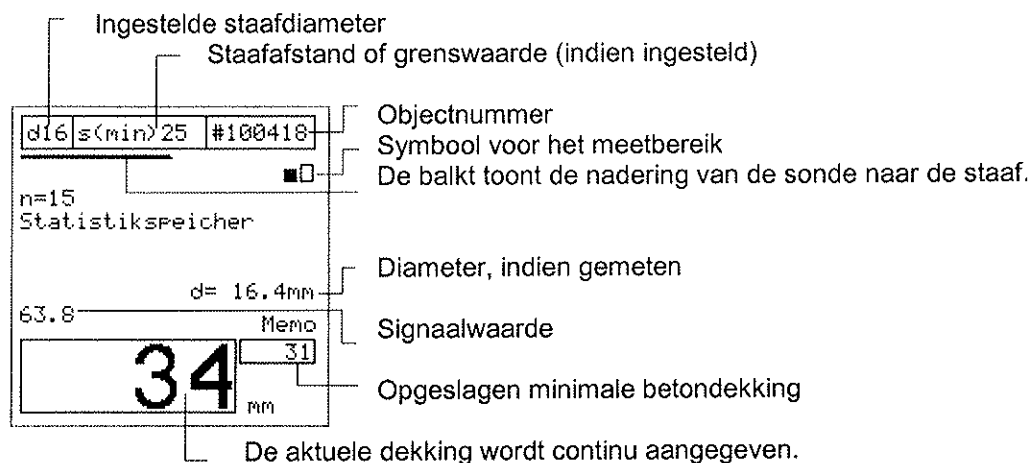 Ingestelde staafdiameter
Staafafstand of grenswaarde (indien ingesteld)
d16 s(min)25 #100418
Objectnummer
Symbool voor het meetbereik
De balkt toont de nadering van de sonde naar de staaf.
n=15
Statistikspeicher
d= 16.4mm
Diameter, indien gemeten
63.8
Memo
Signaalwaarde
31
34
mm
Opgeslagen minimale betondekking
De aktuele dekking wordt continu aangegeven.